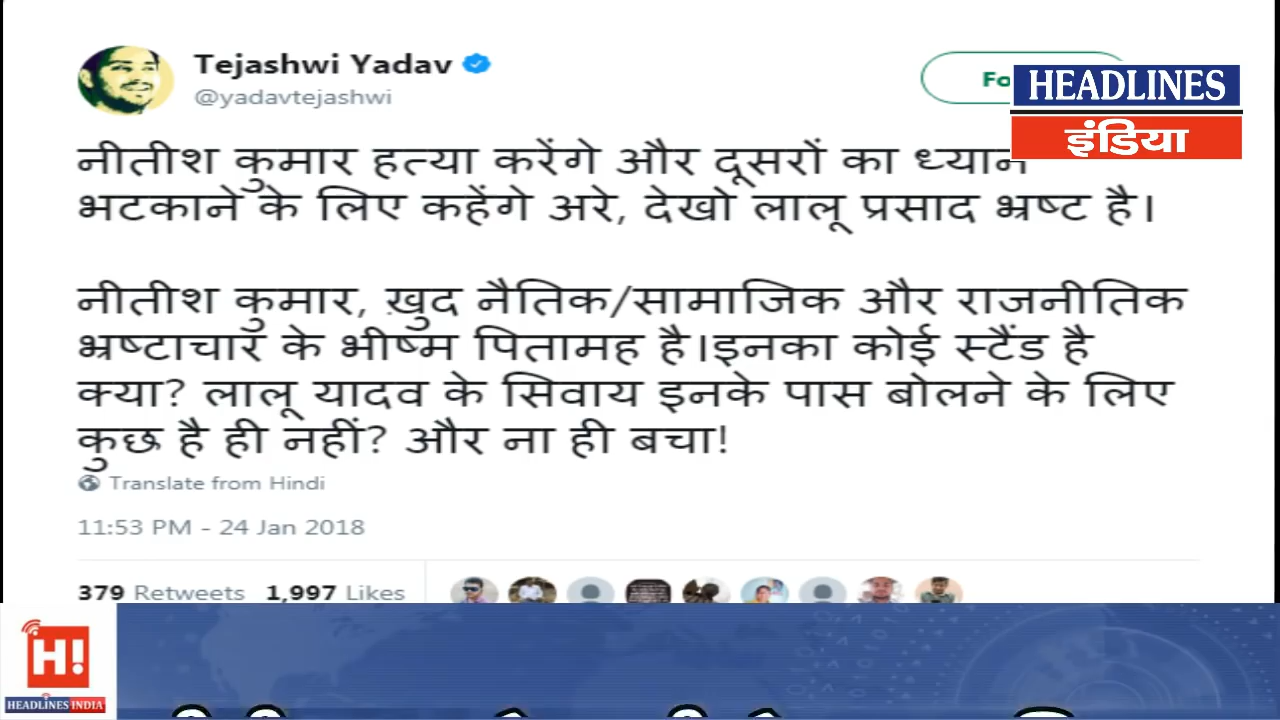 Tejashwi Yadav
@yadavtejashwi
Fo
HEADLINES
इंडिया
नीतीश कुमार हत्या करेंगे और दूसरों का ध्यान
भटकाने के लिए कहेंगे अरे, देखो लालू प्रसाद भ्रष्ट है।
नीतीश कुमार, ख़ुद नैतिक/सामाजिक और राजनीतिक
भ्रष्टाचार के भीष्म पितामह है।इनका कोई स्टैंड है
क्या? लालू यादव के सिवाय इनके पास बोलने के लिए
कुछ है ही नहीं? और ना ही बचा!
Translate from Hindi
11:53 PM - 24 Jan 2018
379 Retweets 1,997 Likes
H!
HEADLINES INDIA